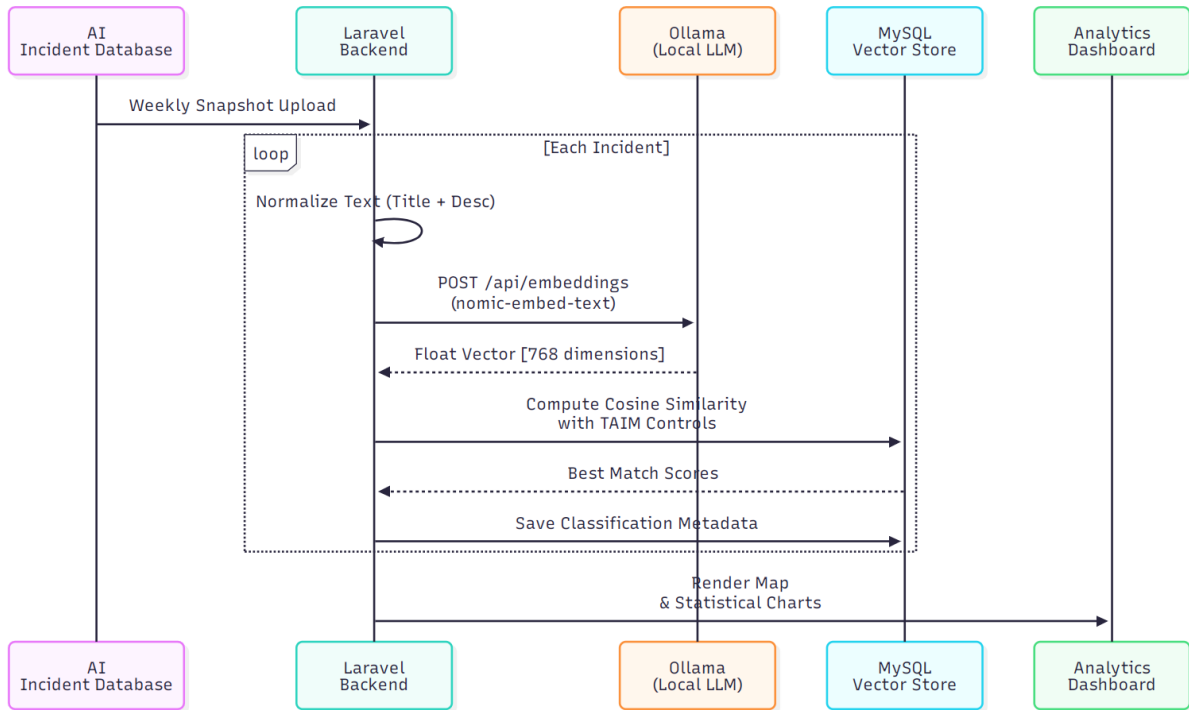 AI
Incident Database
Laravel
Backend
Ollama
(Local LLM)
MySQL
Vector Store
Analytics
Dashboard
Weekly Snapshot Upload
loop
[Each Incident]
Normalize Text (Title + Desc)
POST /api/embeddings
(nomic-embed-text)
Float Vector [768 dimensions]
Compute Cosine Similarity
with TAIM Controls
Best Match Scores
Save Classification Metadata
Render Map
& Statistical Charts
AI
Incident Database
Laravel
Backend
Ollama
(Local LLM)
MySQL
Vector Store
Analytics
Dashboard